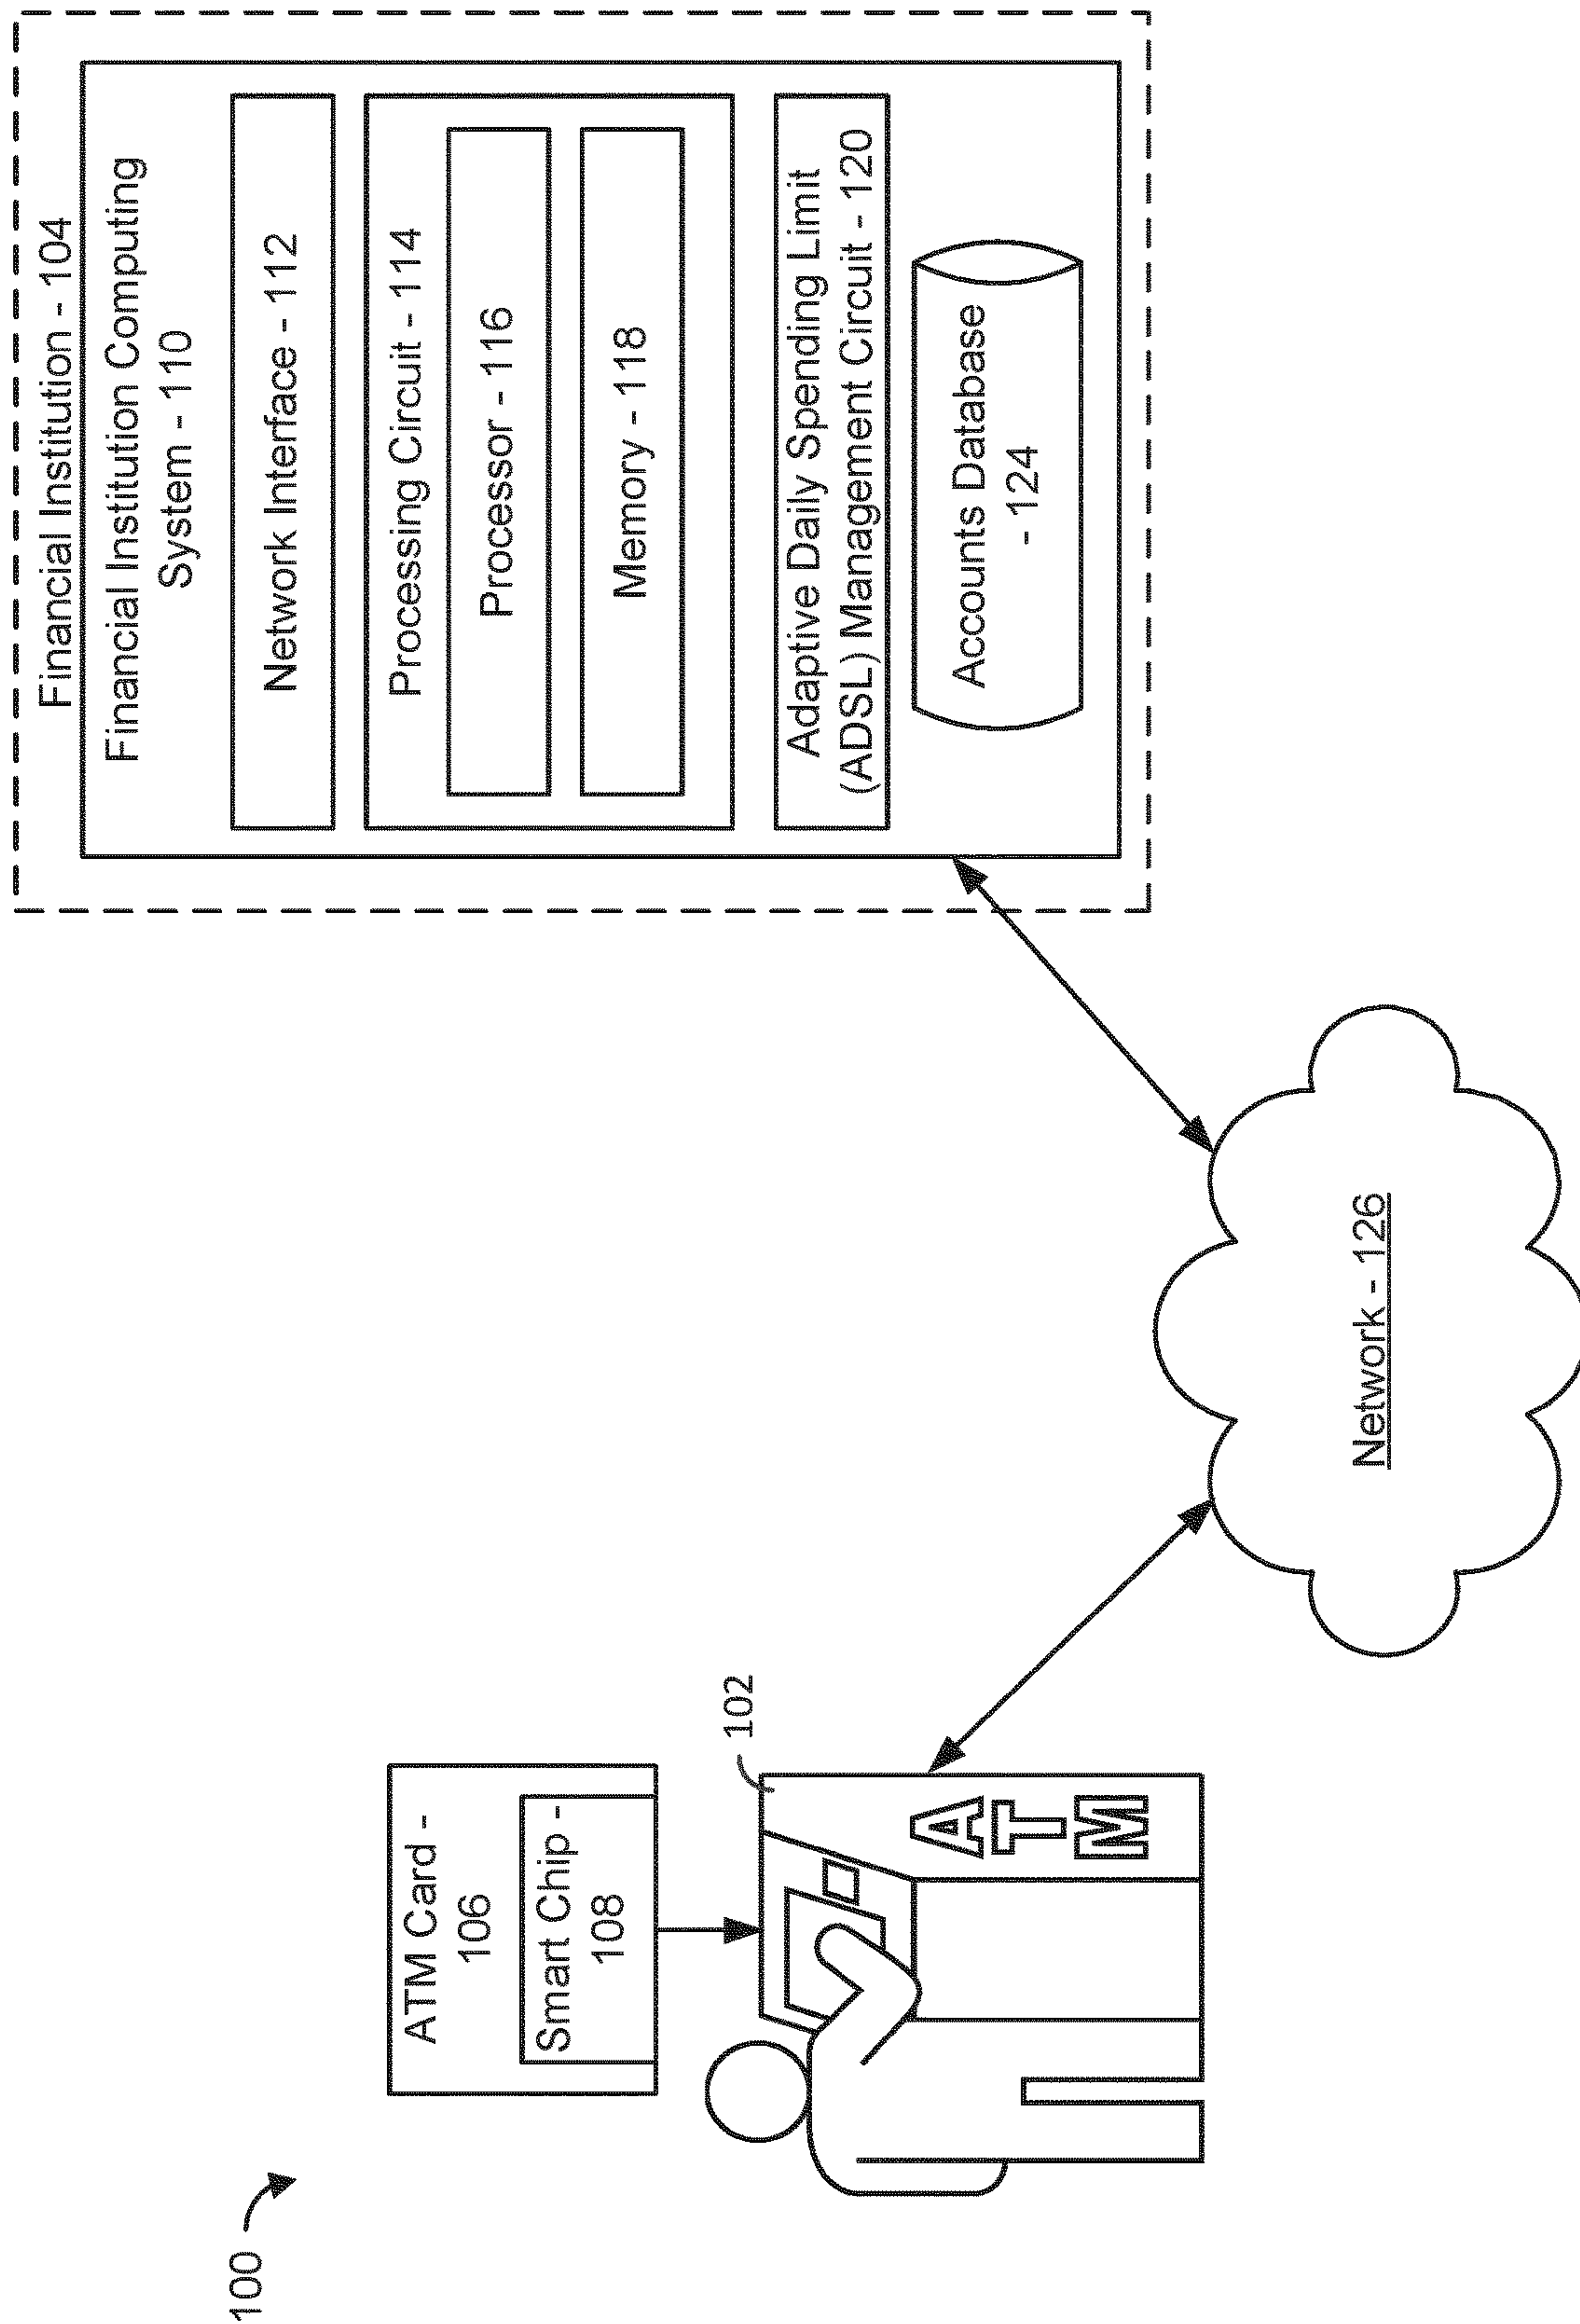 100
ATM Card -
106
Smart Chip -
108
102
ATM
Network - 126
Financial Institution - 104
Financial Institution Computing
System - 110
Network Interface - 112
Processing Circuit - 114
Processor - 116
Memory - 118
Adaptive Daily Spending Limit
(ADSL) Management Circuit - 120
Accounts Database
- 124